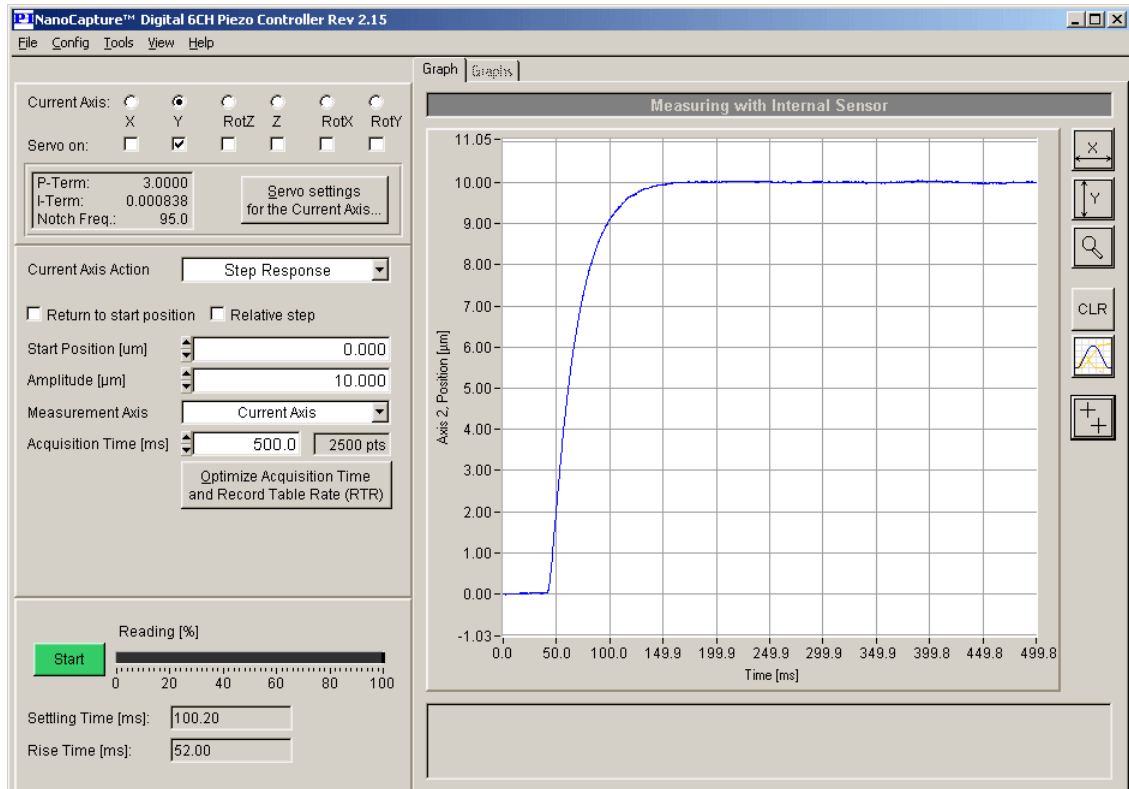 NanoCapture™ Digital 6CH Piezo Controller Rev 2.15
File Config Tools View Help
Current Axis:
X Y RotZ Z RotX RotY
Servo on:
P-Term: 3.0000
I-Term: 0.000838
Notch Freq.: 95.0
Servo settings
for the Current Axis...
Current Axis Action Step Response
Return to start position Relative step
Start Position [um] 0.000
Amplitude [µm] 10.000
Measurement Axis Current Axis
Acquisition Time [ms] 500.0 2500 pts
Optimize Acquisition Time
and Record Table Rate (RTR)
Reading [%]
Start
0 20 40 60 80 100
Settling Time [ms]: 100.20
Rise Time [ms]: 52.00
Graph Graphs
Measuring with Internal Sensor
Axis 2, Position [µm]
11.05
10.00
9.00
8.00
7.00
6.00
5.00
4.00
3.00
2.00
1.00
0.00
-1.03
0.0 50.0 100.0 149.9 199.9 249.9 299.9 349.9 399.8 449.8 499.8
Time [ms]
X
Y
CLR